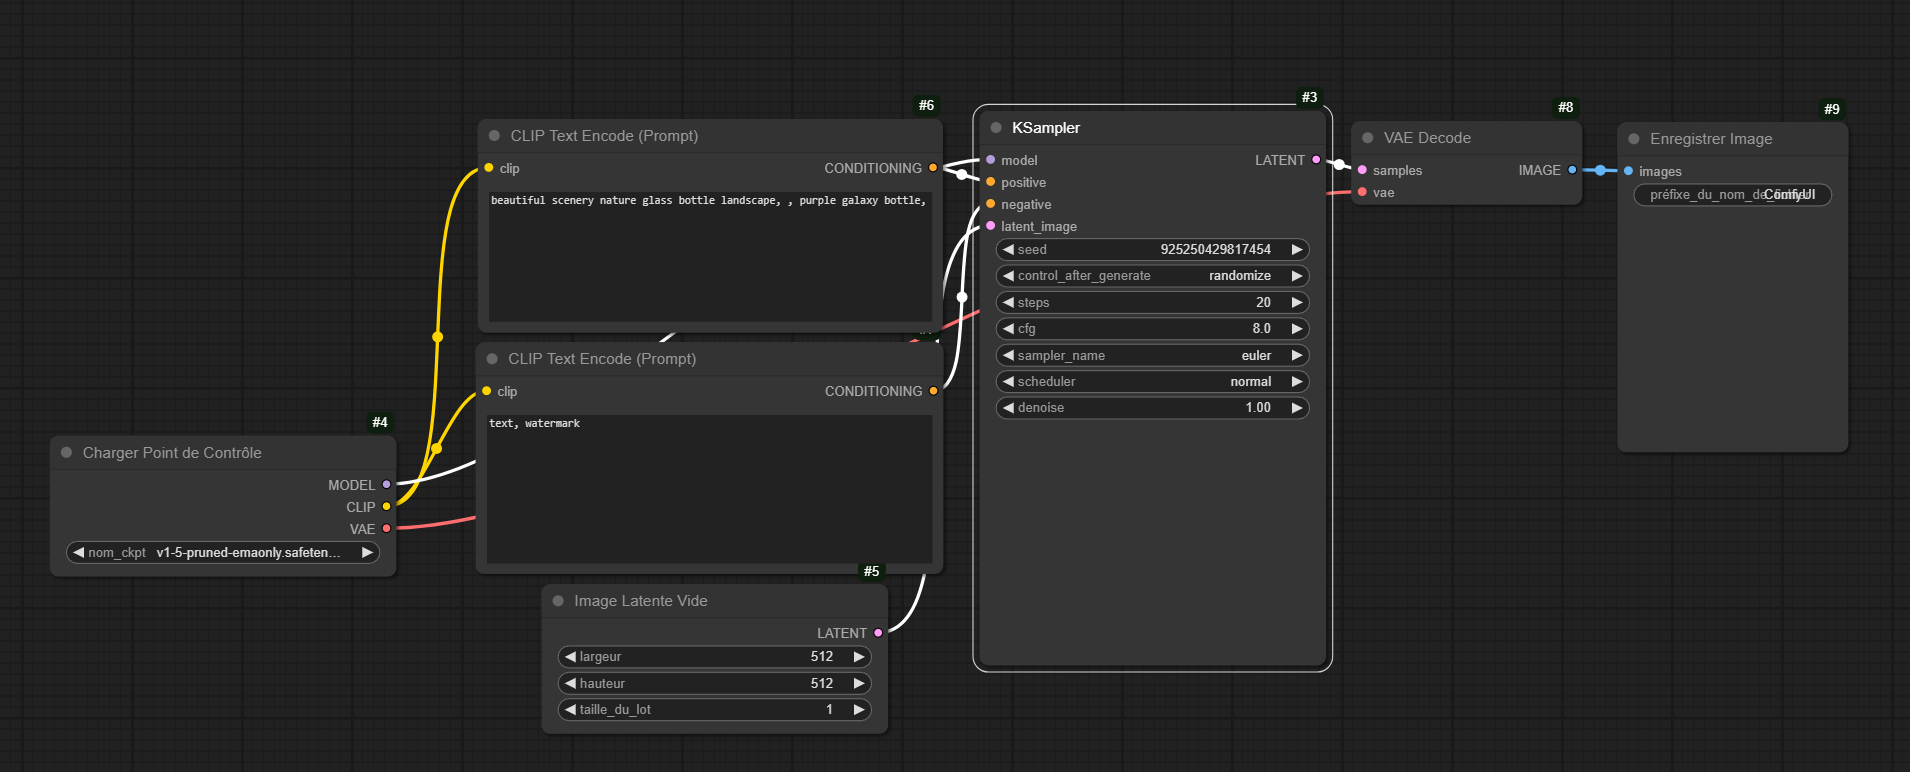 #6
CLIP Text Encode (Prompt)
clip
CONDITIONING
beautiful scenery nature glass bottle landscape, , purple galaxy bottle,
CLIP Text Encode (Prompt)
clip
CONDITIONING
text, watermark
#4
Charger Point de Contrôle
MODEL
CLIP
VAE
nom_ckpt v1-5-pruned-emaonly.safeten...
#5
Image Latente Vide
LATENT
largeur 512
hauteur 512
taille_du_lot 1
#3
KSampler
model LATENT
positive
negative
latent_image
seed 925250429817454
control_after_generate randomize
steps 20
cfg 8.0
sampler_name euler
scheduler normal
denoise 1.00
#8
VAE Decode
samples IMAGE
vae
#9
Enregistrer Image
images
ComfyUI